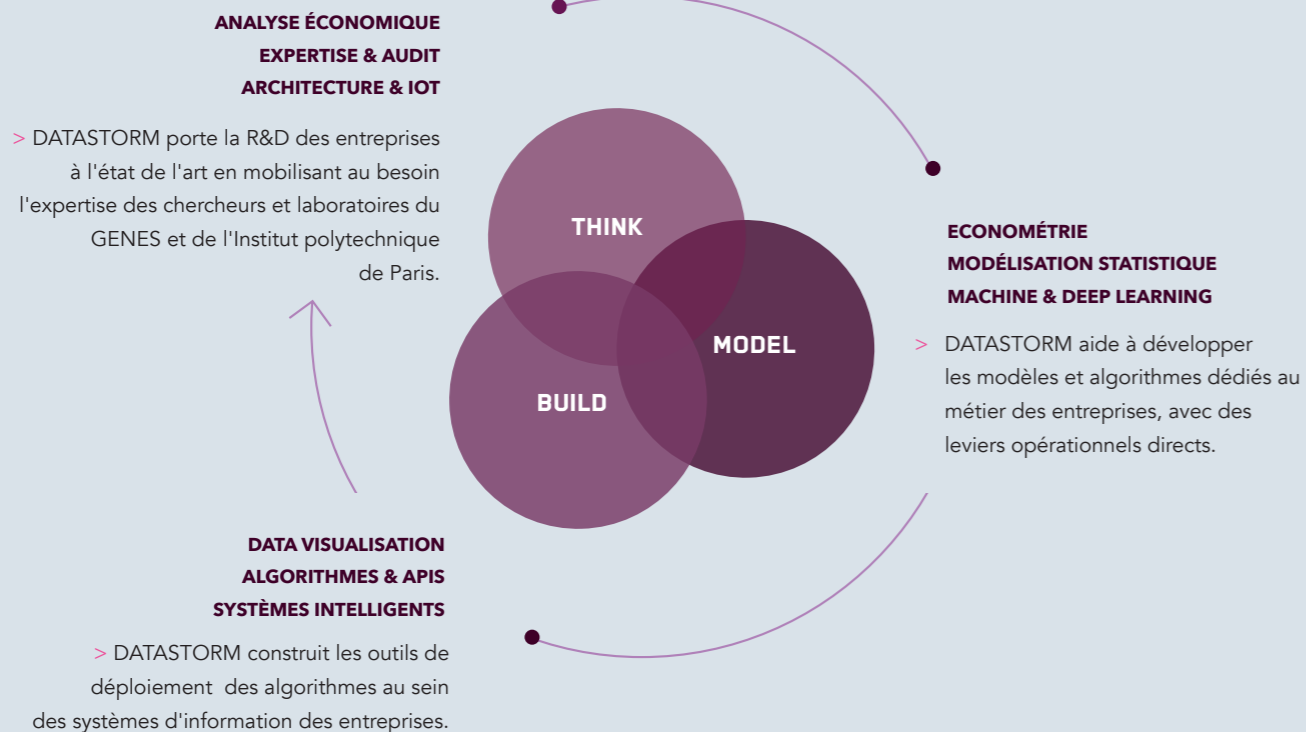 ANALYSE ÉCONOMIQUE
EXPERTISE & AUDIT
ARCHITECTURE & IOT
> DATASTORM porte la R&D des entreprises
à l'état de l'art en mobilisant au besoin
l'expertise des chercheurs et laboratoires du
GENES et de l'Institut polytechnique
de Paris.
THINK
MODEL
BUILD
ECONOMÉTRIE
MODÉLISATION STATISTIQUE
MACHINE & DEEP LEARNING
> DATASTORM aide à développer
les modèles et algorithmes dédiés au
métier des entreprises, avec des
leviers opérationnels directs.
DATA VISUALISATION
ALGORITHMES & APIS
SYSTÈMES INTELLIGENTS
> DATASTORM construit les outils de
déploiement des algorithmes au sein
des systèmes d'information des entreprises.